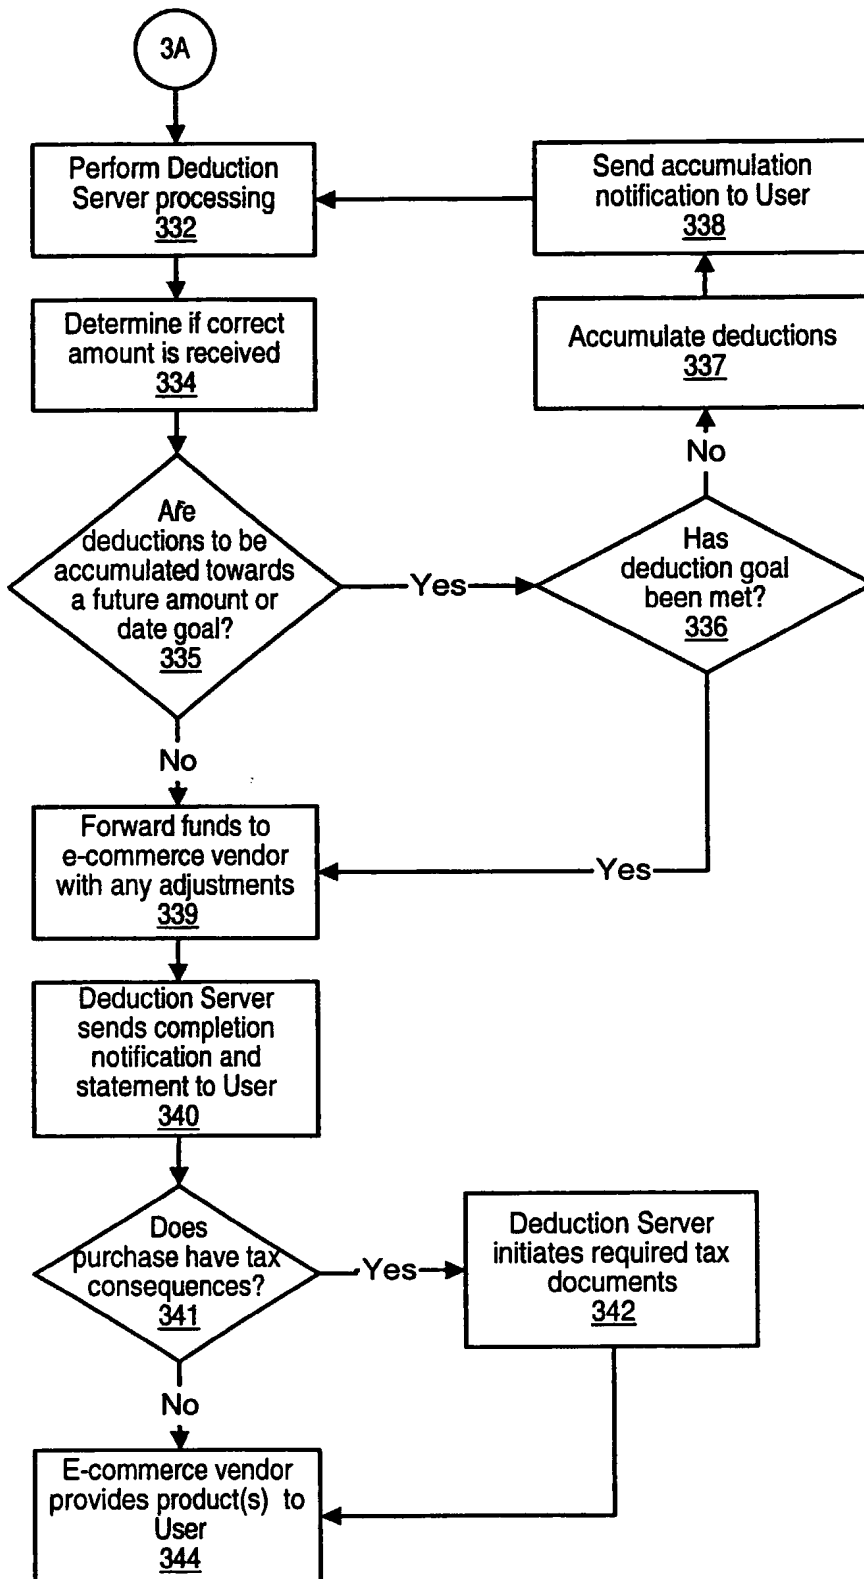 3A
Perform Deduction
Server processing
332
Send accumulation
notification to User
338
Determine if correct
amount is received
334
Accumulate deductions
337
No
Are
deductions to be
accumulated towards
a future amount or
date goal?
335
Yes
Has
deduction goal
been met?
336
No
Forward funds to
e-commerce vendor
with any adjustments
339
Yes
Deduction Server
sends completion
notification and
statement to User
340
Does
purchase have tax
consequences?
341
Yes
Deduction Server
initiates required tax
documents
342
No
E-commerce vendor
provides product(s) to
User
344